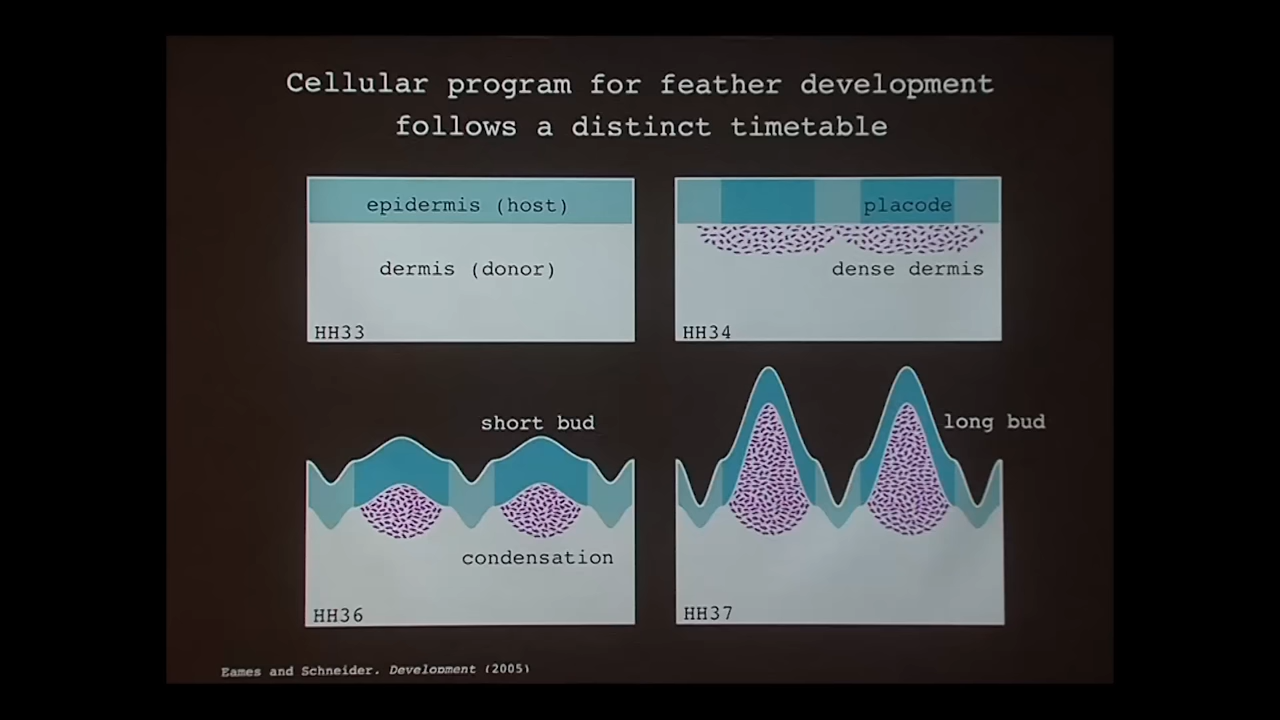 Cellular program for feather development
follows a distinct timetable
epidermis (host)
dermis (donor)
HH33
placode
dense dermis
HH34
short bud
condensation
HH36
long bud
HH37
Eames and Schneider. Development (2005)